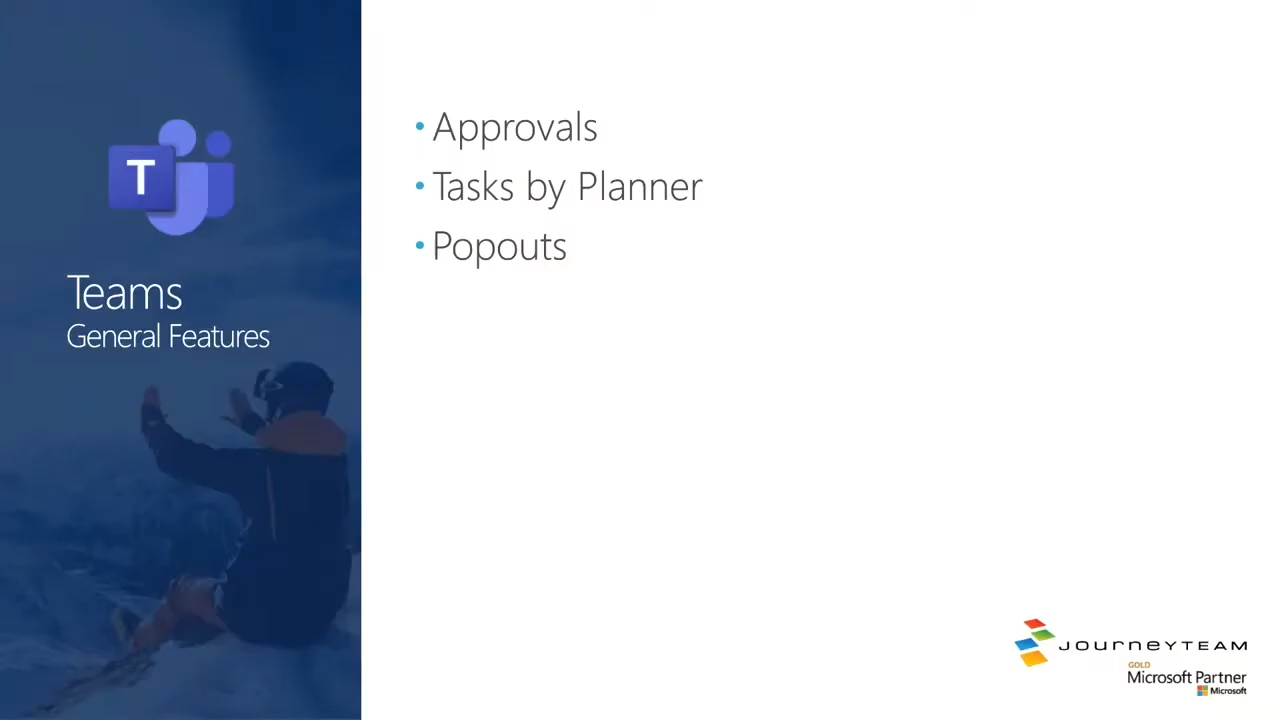 T
Teams
General Features
• Approvals
• Tasks by Planner
• Popouts
JOURNEYTEAM
GOLD
Microsoft Partner
Microsoft